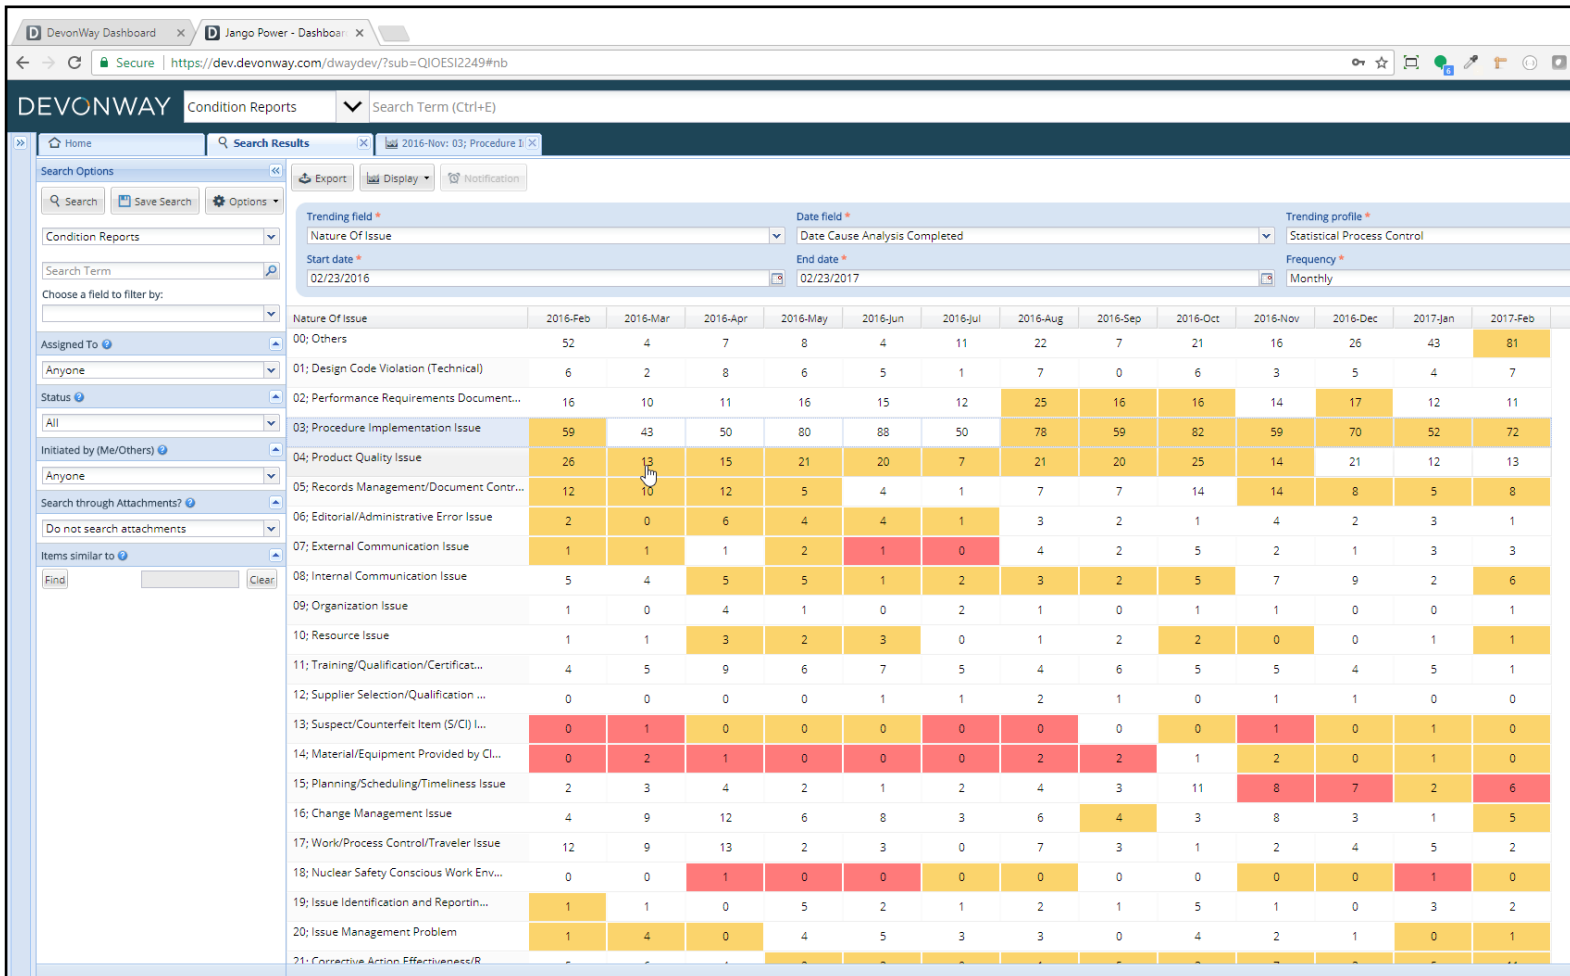 DevonWay Dashboard
Jango Power - Dashboar
Secure | https://dev.devonway.com/dwaydev/?sub=QIOESI2249#nb
6
DEVONWAY
Condition Reports
Search Term (Ctrl+E)
Home
Search Results
2016-Nov: 03; Procedure I
Search Options
Search
Save Search
Options
Condition Reports
Search Term
Choose a field to filter by:
Assigned To
Anyone
Status
All
Initiated by (Me/Others)
Anyone
Search through Attachments?
Do not search attachments
Items similar to
Find
Clear
Export
Display
Notification
Trending field *
Date field *
Trending profile *
Nature Of Issue
Date Cause Analysis Completed
Statistical Process Control
Start date *
End date *
Frequency *
02/23/2016
02/23/2017
Monthly
Nature Of Issue 2016-Feb 2016-Mar 2016-Apr 2016-May 2016-Jun 2016-Jul 2016-Aug 2016-Sep 2016-Oct 2016-Nov 2016-Dec 2017-Jan 2017-Feb
00; Others 52 4 7 8 4 11 22 7 21 16 26 43 81
01; Design Code Violation (Technical) 6 2 8 6 5 1 7 0 6 3 5 4 7
02; Performance Requirements Document... 16 10 11 16 15 12 25 16 16 14 17 12 11
03; Procedure Implementation Issue 59 43 50 80 88 50 78 59 82 59 70 52 72
04; Product Quality Issue 26 13 15 21 20 7 21 20 25 14 21 12 13
05; Records Management/Document Contr... 12 10 12 5 4 1 7 7 14 14 8 5 8
06; Editorial/Administrative Error Issue 2 0 6 4 4 1 3 2 1 4 2 3 1
07; External Communication Issue 1 1 1 2 1 0 4 2 5 2 1 3 3
08; Internal Communication Issue 5 4 5 5 1 2 3 2 5 7 9 2 6
09; Organization Issue 1 0 4 1 0 2 1 0 1 1 0 0 1
10; Resource Issue 1 1 3 2 3 0 1 2 2 0 0 1 1
11; Training/Qualification/Certificat... 4 5 9 6 7 5 4 6 5 5 4 5 1
12; Supplier Selection/Qualification ... 0 0 0 0 1 1 2 1 0 1 1 0 0
13; Suspect/Counterfeit Item (S/CI) I... 0 1 0 0 0 0 0 0 0 1 0 1 0
14; Material/Equipment Provided by Cl... 0 2 1 0 0 0 2 2 1 2 0 1 0
15; Planning/Scheduling/Timeliness Issue 2 3 4 2 1 2 4 3 11 8 7 2 6
16; Change Management Issue 4 9 12 6 8 3 6 4 3 8 3 1 5
17; Work/Process Control/Traveler Issue 12 9 13 2 3 0 7 3 1 2 4 5 2
18; Nuclear Safety Conscious Work Env... 0 0 1 0 0 0 0 0 0 0 0 1 0
19; Issue Identification and Reportin... 1 1 0 5 2 1 2 1 5 1 0 3 2
20; Issue Management Problem 1 4 0 4 5 3 3 0 4 2 1 0 1
21; Corrective Action Effectiveness/R